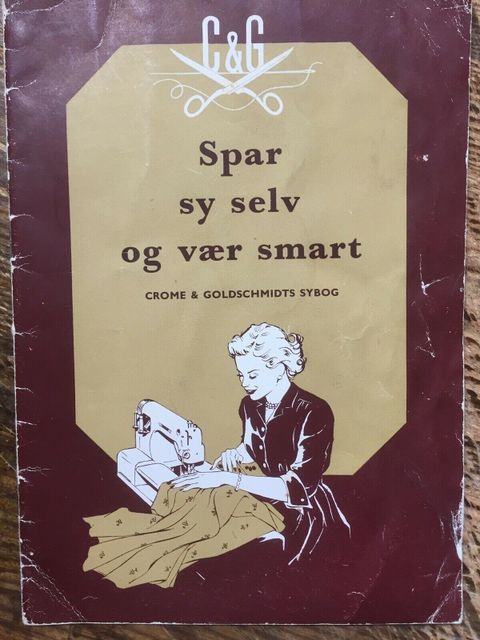 C&G
Spar
sy selv
og vær smart
CROME & GOLDSCHMIDTS SYBOG